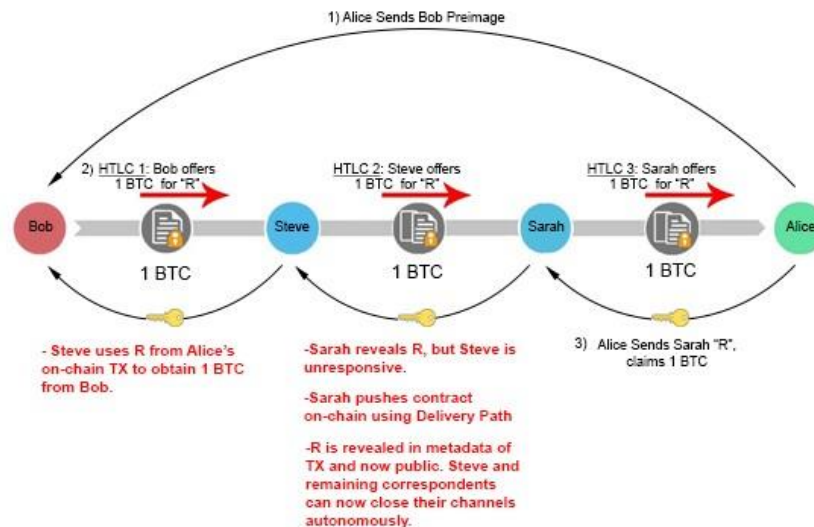 1) Alice Sends Bob Preimage
2) HTLC 1: Bob offers
1 BTC for "R"
HTLC 2: Steve offers
1 BTC for "R"
HTLC 3: Sarah offers
1 BTC for "R"
Bob
Steve
Sarah
Alice
1 BTC
1 BTC
1 BTC
- Steve uses R from Alice's
on-chain TX to obtain 1 BTC
from Bob.
-Sarah reveals R, but Steve is
unresponsive.
-Sarah pushes contract
on-chain using Delivery Path
-R is revealed in metadata of
TX and now public. Steve and
remaining correspondents
can now close their channels
autonomously.
3) Alice Sends Sarah "R",
claims 1 BTC